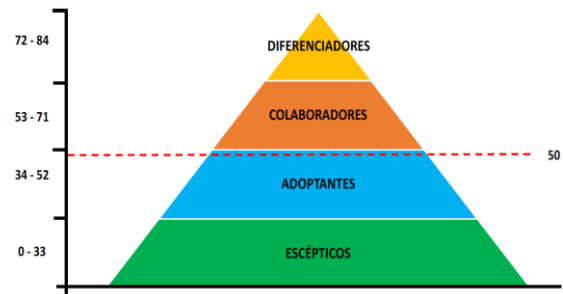 72 - 84
DIFERENCIADORES
53 - 71
COLABORADORES
50
34 - 52
ADOPTANTES
0 - 33
ESCÉPTICOS